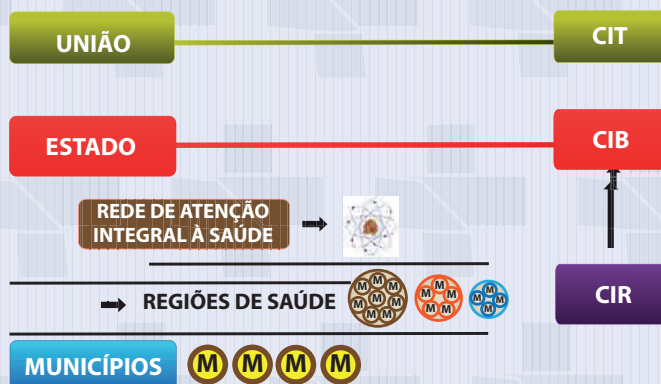 UNIÃO
CIT
ESTADO
CIB
REDE DE ATENÇÃO
INTEGRAL À SAÚDE
REGIÕES DE SAÚDE
M M M M M M M M
M M M M M
M M M M
CIR
MUNICÍPIOS
M M M M